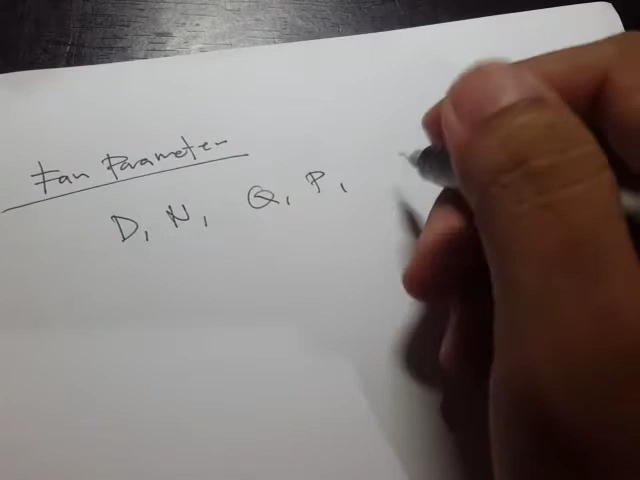 Fan Parameter
D, N, Q, P,